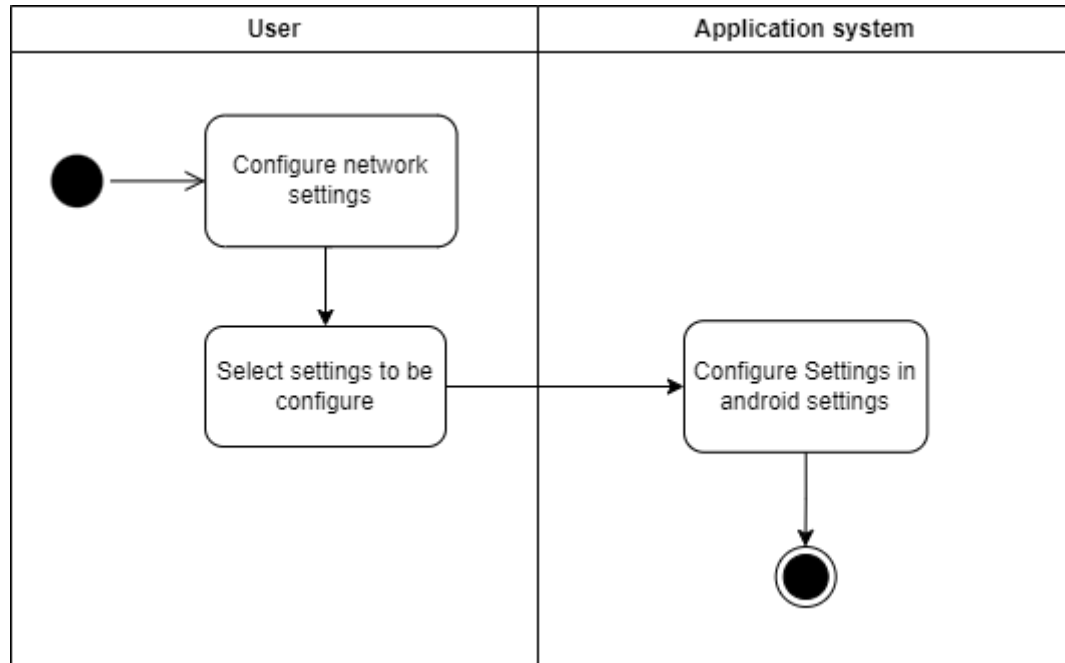 User
Application system
Configure network
settings
Select settings to be
configure
Configure Settings in
android settings